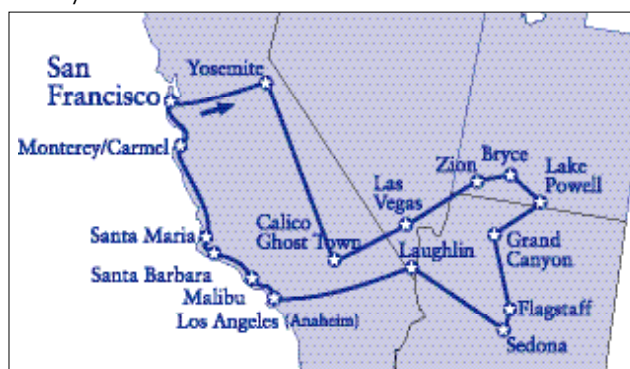 San
Francisco
Yosemite
Monterey/Carmel
Santa Maria
Santa Barbara
Malibu
Los Angeles (Anaheim)
Calico
Ghost Town
Las
Vegas
Laughlin
Zion
Bryce
Lake
Powell
Grand
Canyon
Flagstaff
Sedona